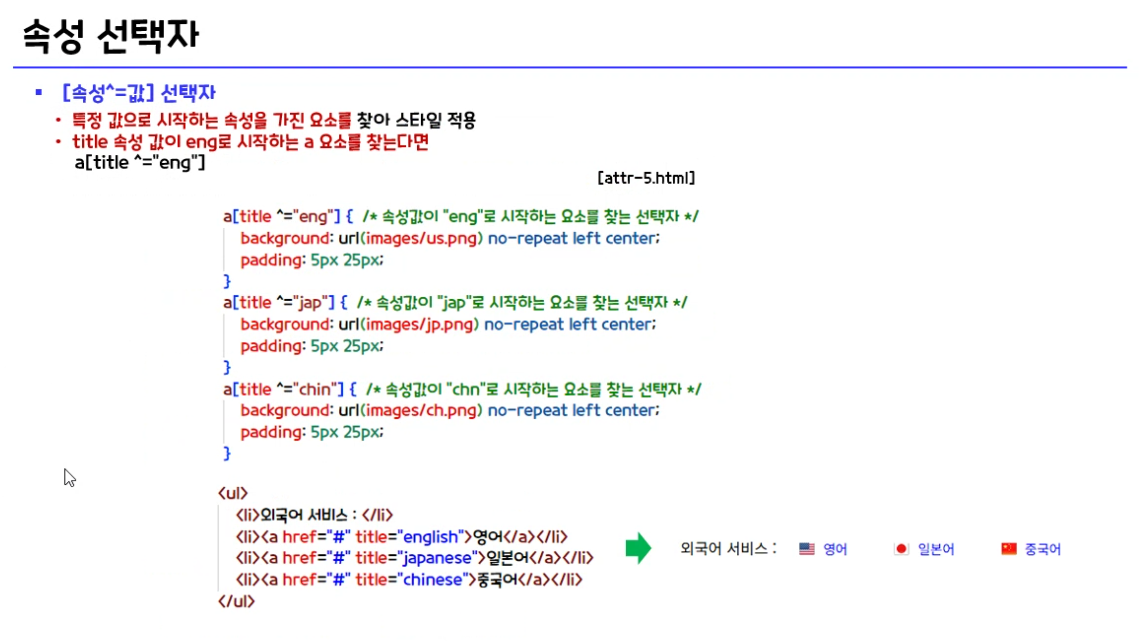 속성 선택자
▪ [속성^=값] 선택자
• 특정 값으로 시작하는 속성을 가진 요소를 찾아 스타일 적용
• title 속성 값이 eng로 시작하는 a 요소를 찾는다면
a[title ^="eng"]
[attr-5.html]
a[title ^="eng"] { /* 속성값이 "eng"로 시작하는 요소를 찾는 선택자 */
background: url(images/us.png) no-repeat left center;
padding: 5px 25px;
}
a[title ^="jap"] { /* 속성값이 "jap"로 시작하는 요소를 찾는 선택자 */
background: url(images/jp.png) no-repeat left center;
padding: 5px 25px;
}
a[title ^="chin"] { /* 속성값이 "chn"로 시작하는 요소를 찾는 선택자 */
background: url(images/ch.png) no-repeat left center;
padding: 5px 25px;
}
<ul>
<li>외국어 서비스 : </li>
<li><a href="#" title="english">영어</a></li>
<li><a href="#" title="japanese">일본어</a></li>
<li><a href="#" title="chinese">중국어</a></li>
</ul>
외국어 서비스 : 영어 일본어 중국어